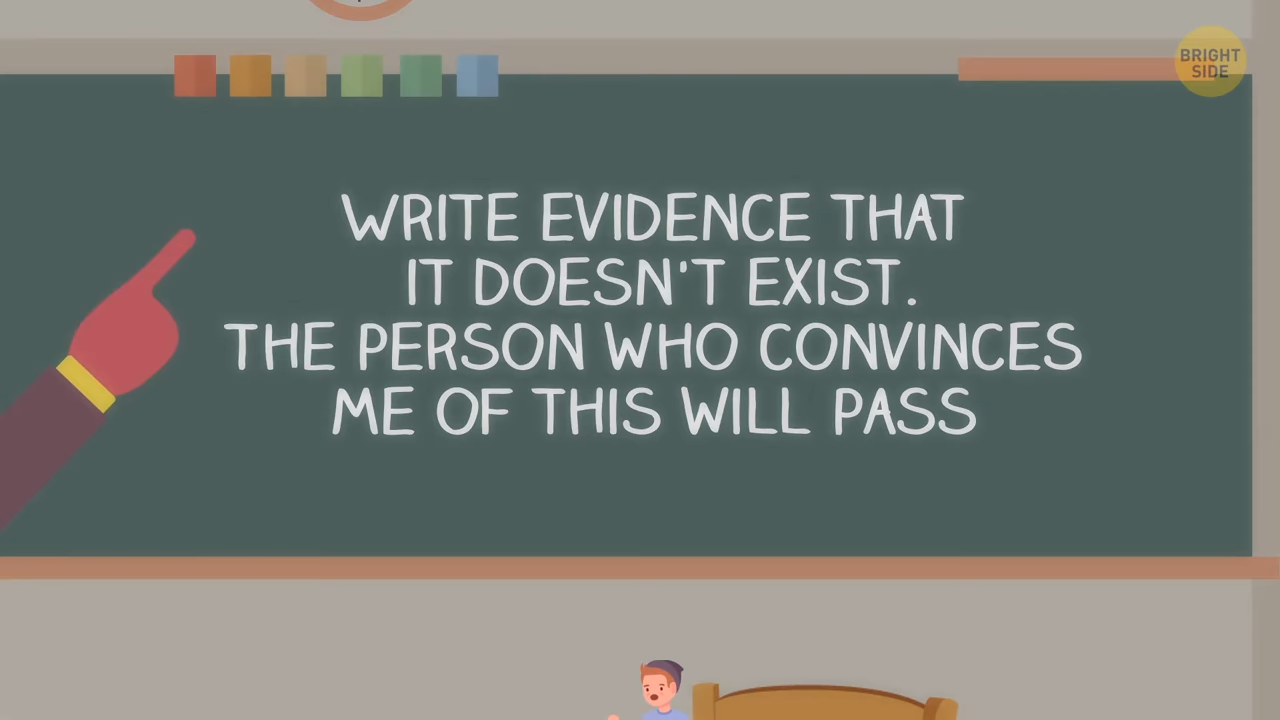 BRIGHT
SIDE
WRITE EVIDENCE THAT
IT DOESN'T EXIST.
THE PERSON WHO CONVINCES
ME OF THIS WILL PASS